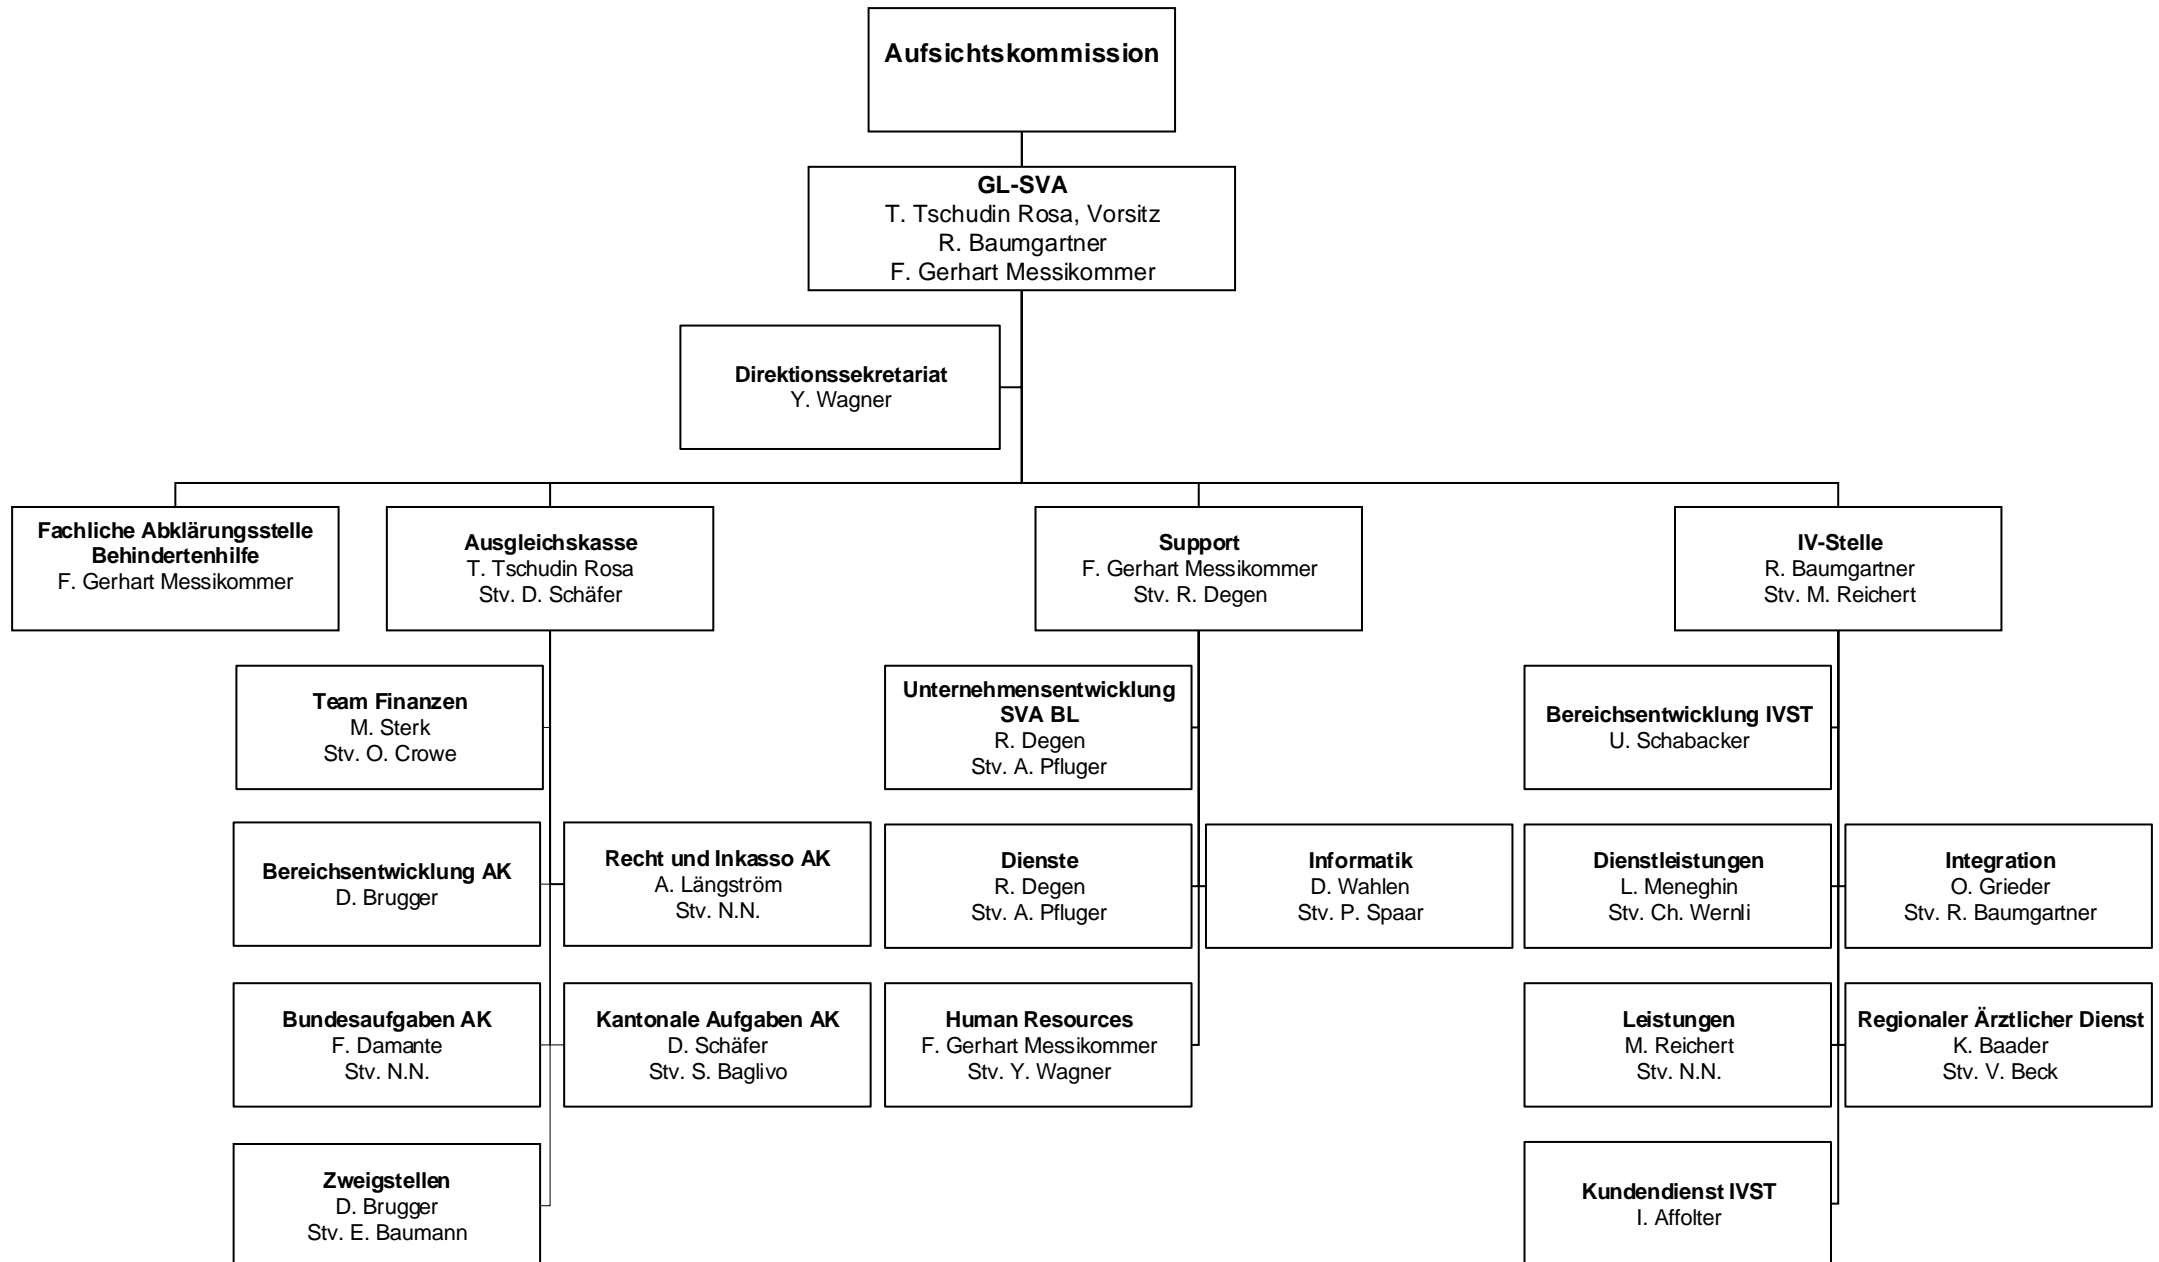 Aufsichtskommission
GL-SVA
T. Tschudin Rosa, Vorsitz
R. Baumgartner
F. Gerhart Messikommer
Direktionssekretariat
Y. Wagner
Fachliche Abklärungsstelle
Behindertenhilfe
F. Gerhart Messikommer
Ausgleichskasse
T. Tschudin Rosa
Stv. D. Schäfer
Support
F. Gerhart Messikommer
Stv. R. Degen
IV-Stelle
R. Baumgartner
Stv. M. Reichert
Team Finanzen
M. Sterk
Stv. O. Crowe
Unternehmensentwicklung
SVA BL
R. Degen
Stv. A. Pfluger
Bereichsentwicklung IVST
U. Schabacker
Bereichsentwicklung AK
D. Brugger
Recht und Inkasso AK
A. Längström
Stv. N.N.
Dienste
R. Degen
Stv. A. Pfluger
Informatik
D. Wahlen
Stv. P. Spaar
Dienstleistungen
L. Meneghin
Stv. Ch. Wernli
Integration
O. Grieder
Stv. R. Baumgartner
Bundesaufgaben AK
F. Damante
Stv. N.N.
Kantonale Aufgaben AK
D. Schäfer
Stv. S. Baglivo
Human Resources
F. Gerhart Messikommer
Stv. Y. Wagner
Leistungen
M. Reichert
Stv. N.N.
Regionaler Ärztlicher Dienst
K. Baader
Stv. V. Beck
Zweigstellen
D. Brugger
Stv. E. Baumann
Kundendienst IVST
I. Affolter